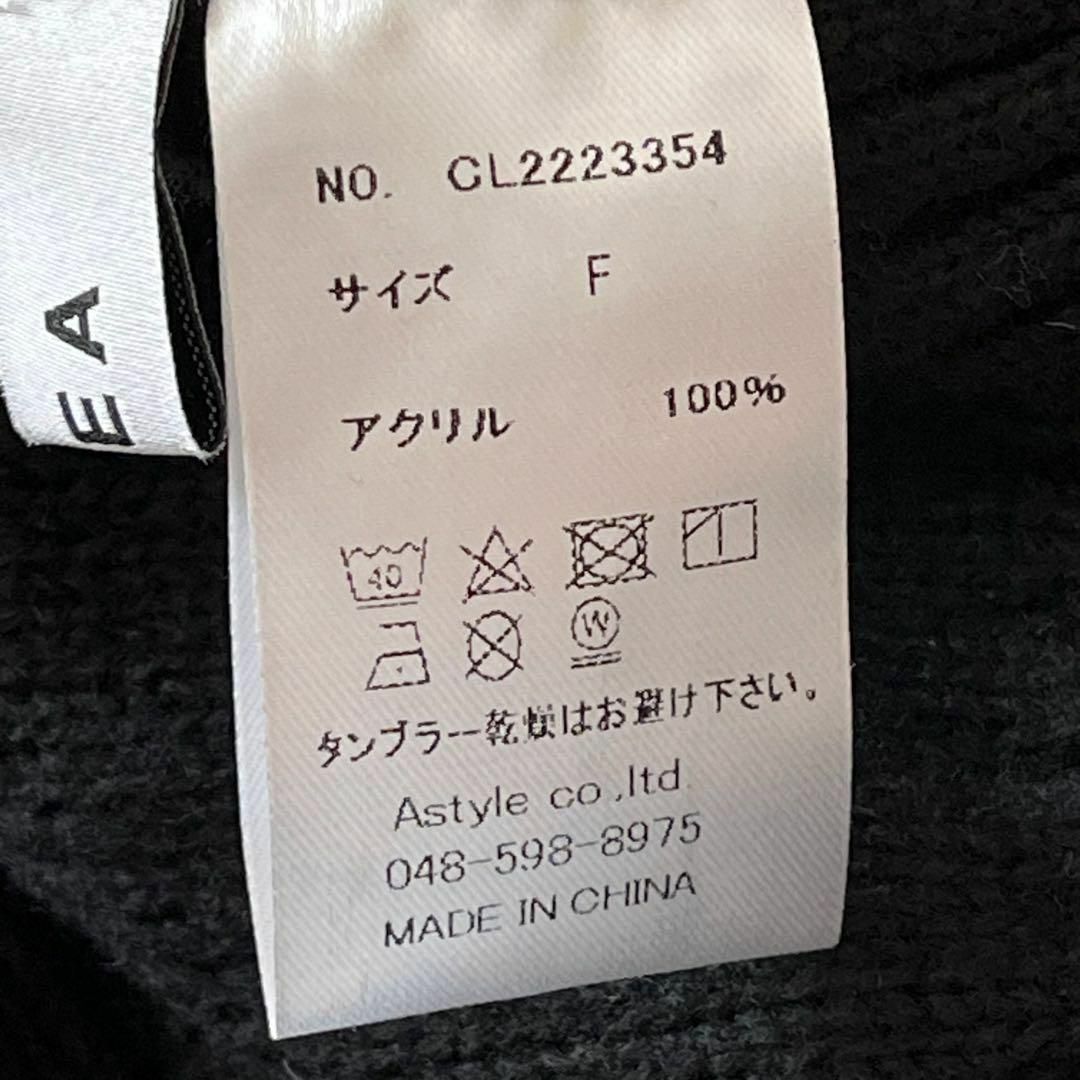 NO. CL2223354
サイズ F
アクリル 100%
40
W
タンブラー乾燥はお避け下さい。
Astyle co.,ltd.
048-598-8975
MADE IN CHINA
EA